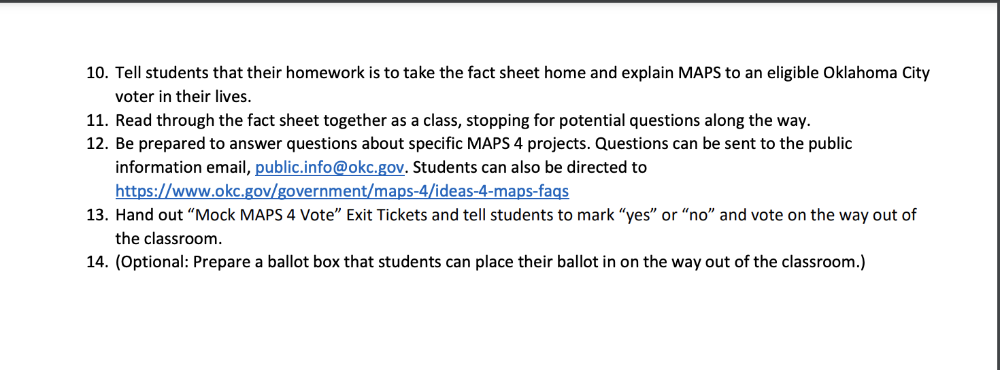 10. Tell students that their homework is to take the fact sheet home and explain MAPS to an eligible Oklahoma City
voter in their lives.
11. Read through the fact sheet together as a class, stopping for potential questions along the way.
12. Be prepared to answer questions about specific MAPS 4 projects. Questions can be sent to the public
information email, public.info@okc.gov. Students can also be directed to
https://www.okc.gov/government/maps-4/ideas-4-maps-faqs
13. Hand out “Mock MAPS 4 Vote” Exit Tickets and tell students to mark “yes” or “no” and vote on the way out of
the classroom.
14. (Optional: Prepare a ballot box that students can place their ballot in on the way out of the classroom.)